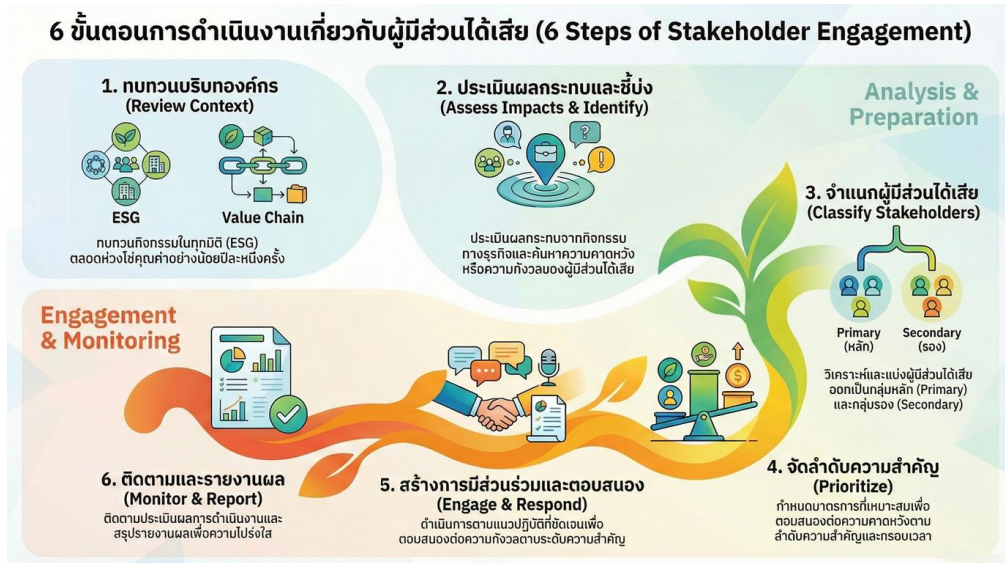 6 ขั้นตอนการดำเนินงานเกี่ยวกับผู้มีส่วนได้เสีย (6 Steps of Stakeholder Engagement)
1. ทบทวนบริบทองค์กร
(Review Context)
ESG
Value Chain
ทบทวนกิจกรรมในทุกมิติ (ESG)
ตลอดห่วงโซ่คุณค่าอย่างน้อยปีละหนึ่งครั้ง
2. ประเมินผลกระทบและชี้บ่ง
(Assess Impacts & Identify)
ประเมินผลกระทบจากกิจกรรม
ทางธุรกิจและค้นหาความคาดหวัง
หรือความกังวลของผู้มีส่วนได้เสีย
Analysis &
Preparation
3. จำแนกผู้มีส่วนได้เสีย
(Classify Stakeholders)
Primary
(หลัก)
Secondary
(รอง)
วิเคราะห์และแบ่งผู้มีส่วนได้เสีย
ออกเป็นกลุ่มหลัก (Primary)
และกลุ่มรอง (Secondary)
4. จัดลำดับความสำคัญ
(Prioritize)
กำหนดมาตรการที่เหมาะสมเพื่อ
ตอบสนองต่อความคาดหวังตาม
ลำดับความสำคัญและกรอบเวลา
Engagement
& Monitoring
5. สร้างการมีส่วนร่วมและตอบสนอง
(Engage & Respond)
ดำเนินการตามแนวปฏิบัติที่ชัดเจนเพื่อ
ตอบสนองต่อความกังวลตามระดับความสำคัญ
6. ติดตามและรายงานผล
(Monitor & Report)
ติดตามประเมินผลการดำเนินงานและ
สรุปรายงานผลเพื่อความโปร่งใส